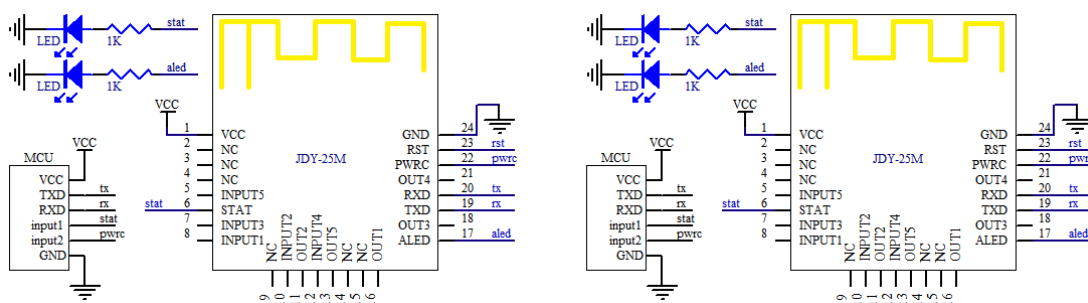 stat
LED
1K
aled
LED
1K
VCC
MCU
VCC
VCC
TXD
RXD
input1
input2
GND
tx
rx
stat
pwrc
stat
1
2
3
4
5
6
7
8
VCC
NC
NC
NC
INPUT5
STAT
INPUT3
INPUT1
JDY-25M
GND
RST
PWRC
OUT4
RXD
TXD
OUT3
ALED
24
23
22
21
20
19
18
17
rst
pwrc
tx
rx
aled
NC
INPUT2
OUT2
INPUT4
OUT5
NC
NC
OUT1
9
stat
LED
1K
aled
LED
1K
VCC
MCU
VCC
VCC
TXD
RXD
input1
input2
GND
tx
rx
stat
pwrc
stat
1
2
3
4
5
6
7
8
VCC
NC
NC
NC
INPUT5
STAT
INPUT3
INPUT1
JDY-25M
GND
RST
PWRC
OUT4
RXD
TXD
OUT3
ALED
24
23
22
21
20
19
18
17
rst
tx
rx
aled
NC
INPUT2
OUT2
INPUT4
OUT5
NC
NC
OUT1
9